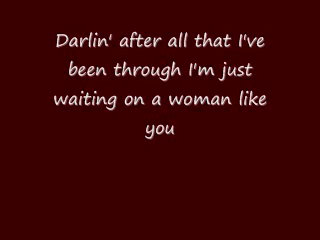 Darlin' after all that I've
been through I'm just
waiting on a woman like
you